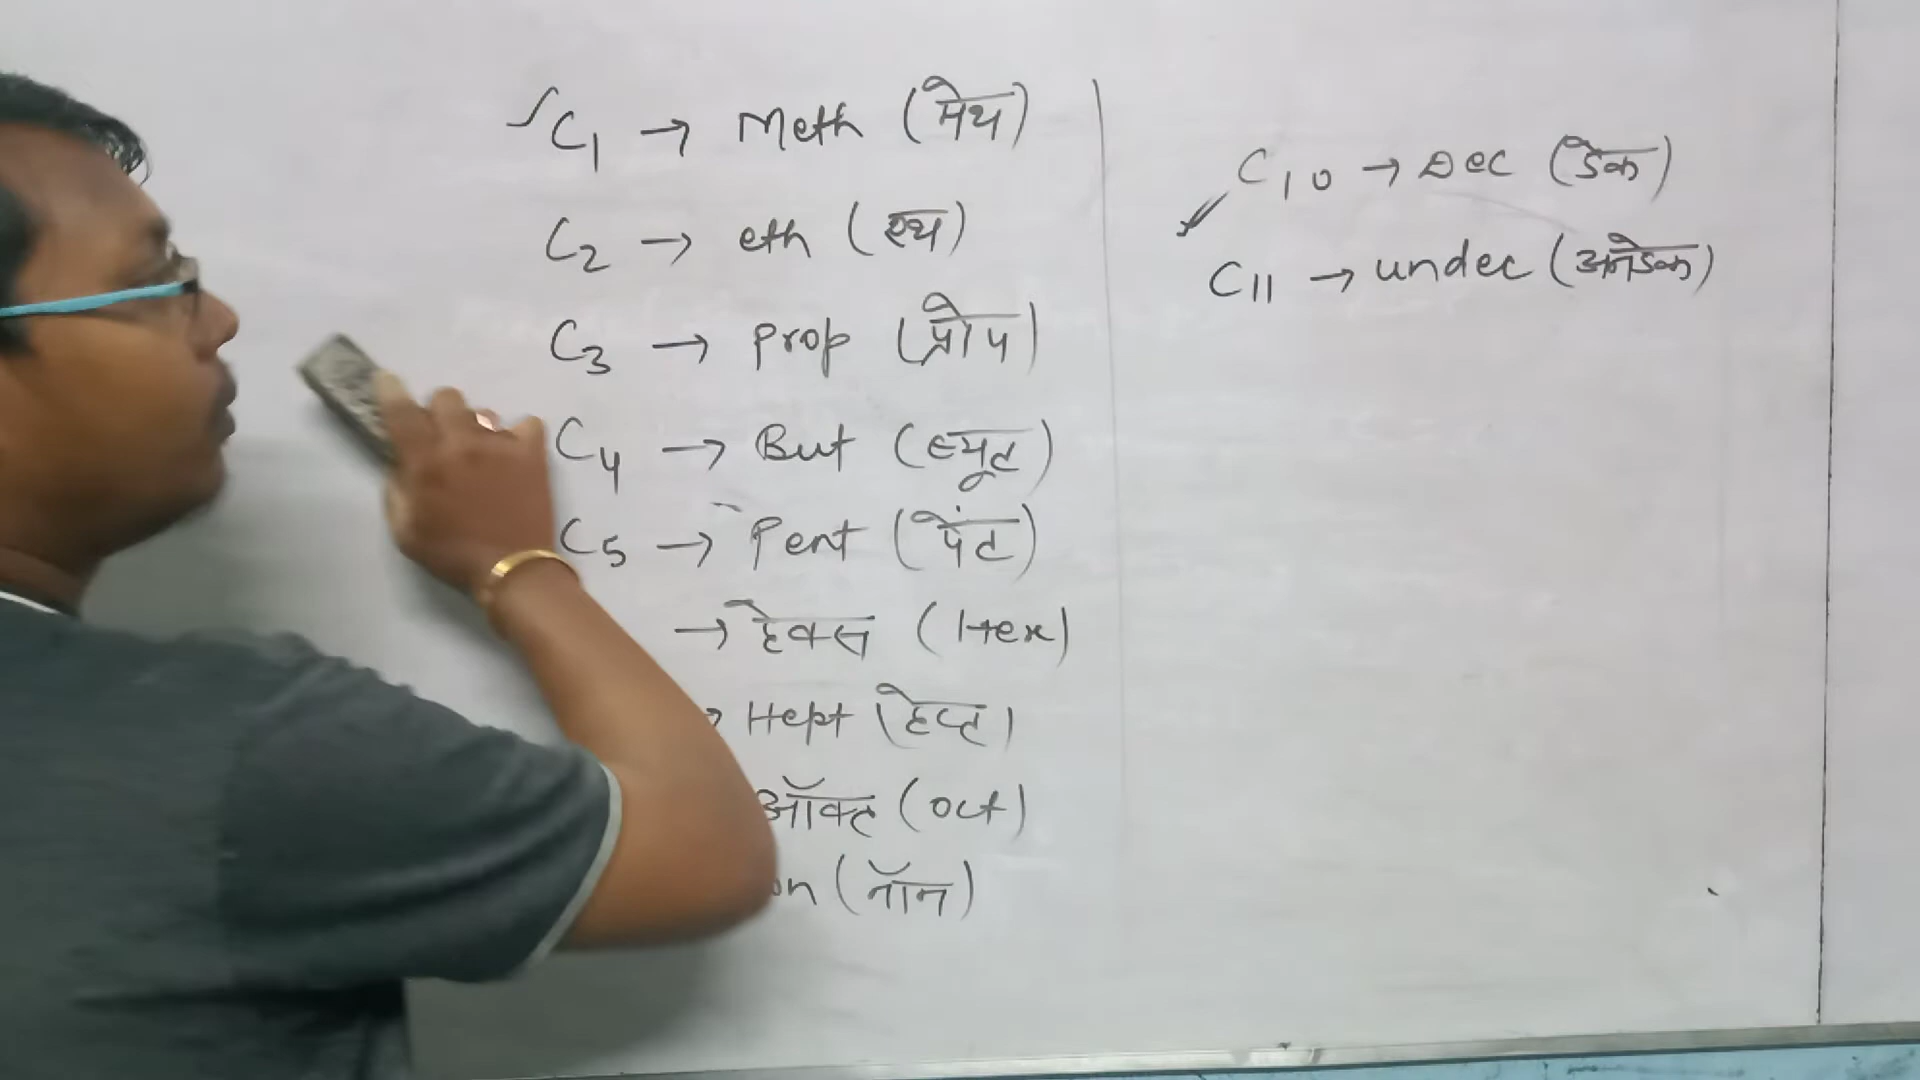 C1 → Meth (मेथ)
C2 → eth (एथ)
C3 → Prop (प्रोप)
C4 → But (ब्यूट)
C5 → Pent (पेंट)
→ हेक्स (Hex)
Hept (हेप्ट)
ऑक्ट (oct)
on (नॉन)
C10 → Dec (डेक)
C11 → undec